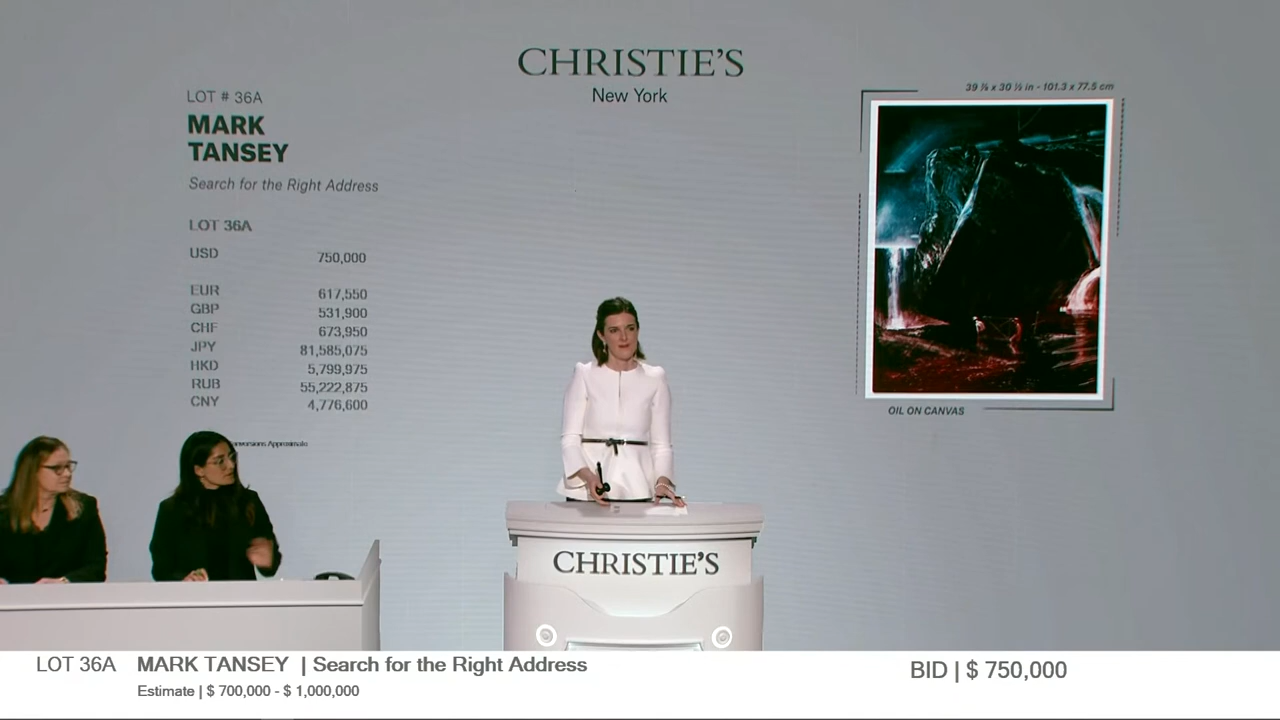 CHRISTIE'S
New York
LOT # 36A
MARK
TANSEY
Search for the Right Address
LOT 36A
USD 750,000
EUR 617,550
GBP 531,900
CHF 673,950
JPY 81,585,075
HKD 5,799,975
RUB 55,222,875
CNY 4,776,600
Conversions Approximate
x 30 ½ in - 101.3 x 77.5 cm
OIL ON CANVAS
CHRISTIE'S
LOT 36A MARK TANSEY | Search for the Right Address BID | $ 750,000
Estimate | $ 700,000 - $ 1,000,000